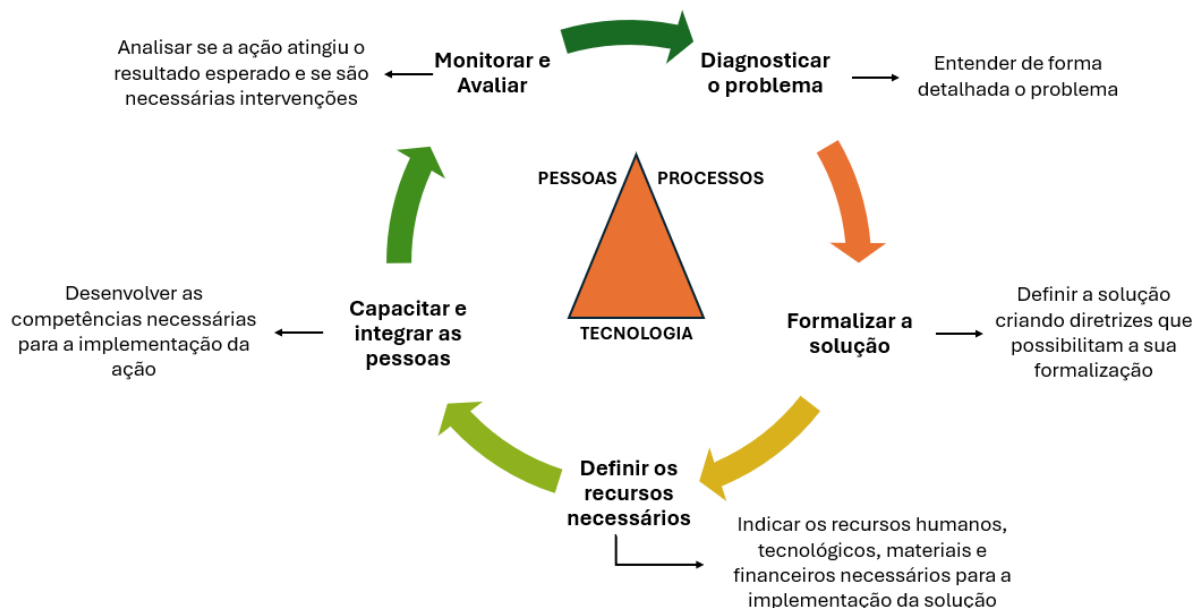 Monitorar e
Avaliar
Analisar se a ação atingiu o
resultado esperado e se são
necessárias intervenções
Diagnosticar
o problema
Entender de forma
detalhada o problema
PESSOAS
PROCESSOS
TECNOLOGIA
Formalizar a
solução
Definir a solução
criando diretrizes que
possibilitam a sua
formalização
Definir os
recursos
necessários
Indicar os recursos humanos,
tecnológicos, materiais e
financeiros necessários para a
implementação da solução
Capacitar e
integrar as
pessoas
Desenvolver as
competências necessárias
para a implementação da
ação